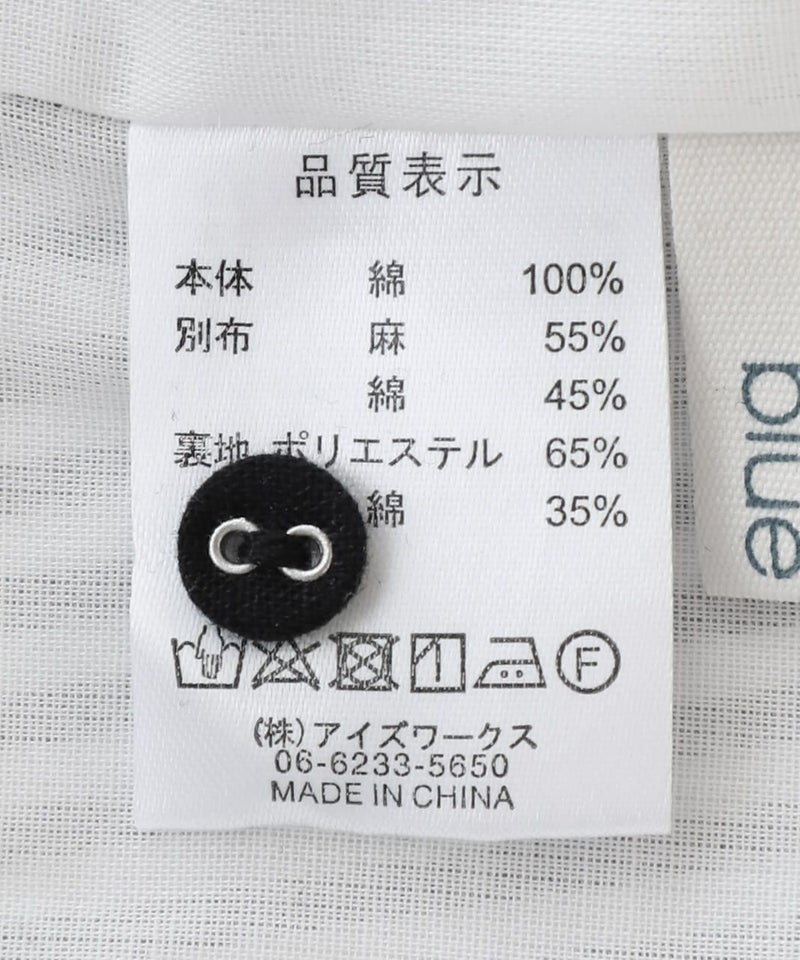 品質表示
本体 綿 100%
別布 麻 55%
綿 45%
裏地 ポリエステル 65%
綿 35%
F
(株)アイズワークス
06-6233-5650
MADE IN CHINA
blue